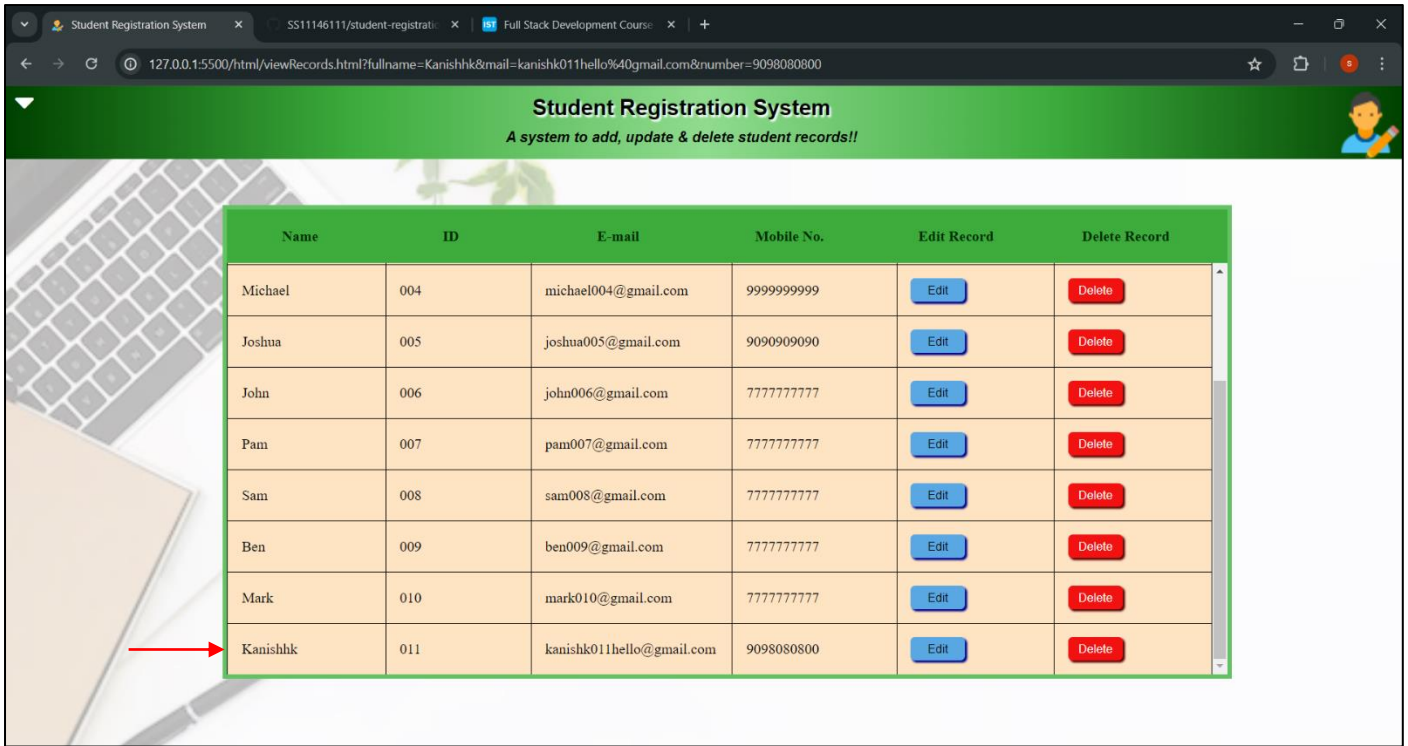 Student Registration System
SS11146111/student-registratic
IST Full Stack Development Course
127.0.0.1:5500/html/viewRecords.html?fullname=Kanishhk&mail=kanishk011hello%40gmail.com&number=9098080800
S
Student Registration System
A system to add, update & delete student records!!
Name ID E-mail Mobile No. Edit Record Delete Record
Michael 004 michael004@gmail.com 9999999999 Edit Delete
Joshua 005 joshua005@gmail.com 9090909090 Edit Delete
John 006 john006@gmail.com 7777777777 Edit Delete
Pam 007 pam007@gmail.com 7777777777 Edit Delete
Sam 008 sam008@gmail.com 7777777777 Edit Delete
Ben 009 ben009@gmail.com 7777777777 Edit Delete
Mark 010 mark010@gmail.com 7777777777 Edit Delete
Kanishhk 011 kanishk011hello@gmail.com 9098080800 Edit Delete